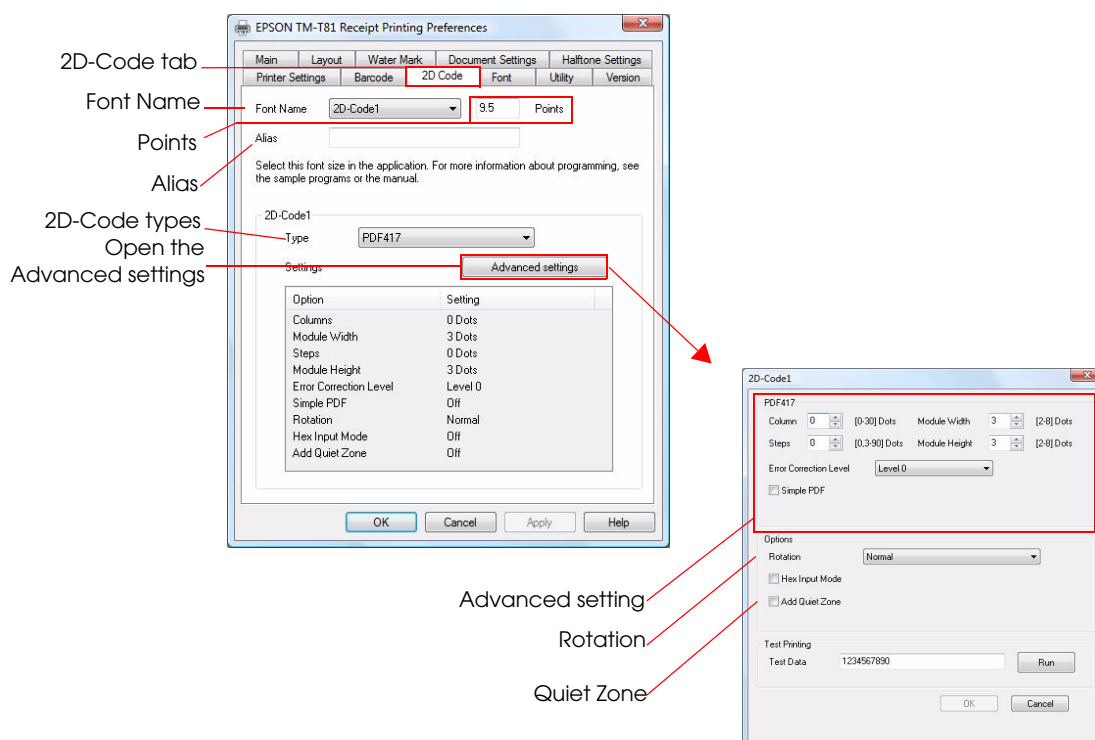 EPSON TM-T81 Receipt Printing Preferences
Main Layout Water Mark Document Settings Halftone Settings
Printer Settings Barcode 2D Code Font Utility Version
2D-Code tab
Font Name
Points
Alias
2D-Code types
Open the
Advanced settings
Font Name 2D-Code1 9.5 Points
Alias
Select this font size in the application. For more information about programming, see
the sample programs or the manual.
2D-Code1
Type PDF417
Settings Advanced settings
Option Setting
Columns 0 Dots
Module Width 3 Dots
Steps 0 Dots
Module Height 3 Dots
Error Correction Level Level 0
Simple PDF Off
Rotation Normal
Hex Input Mode Off
Add Quiet Zone Off
OK Cancel Apply Help
2D-Code1
PDF417
Column 0 [0-30] Dots Module Width 3 [2-8] Dots
Steps 0 [0,3-90] Dots Module Height 3 [2-8] Dots
Error Correction Level Level 0
Simple PDF
Options
Rotation Normal
Hex Input Mode
Add Quiet Zone
Test Printing
Test Data 1234567890 Run
OK Cancel
Advanced setting
Rotation
Quiet Zone